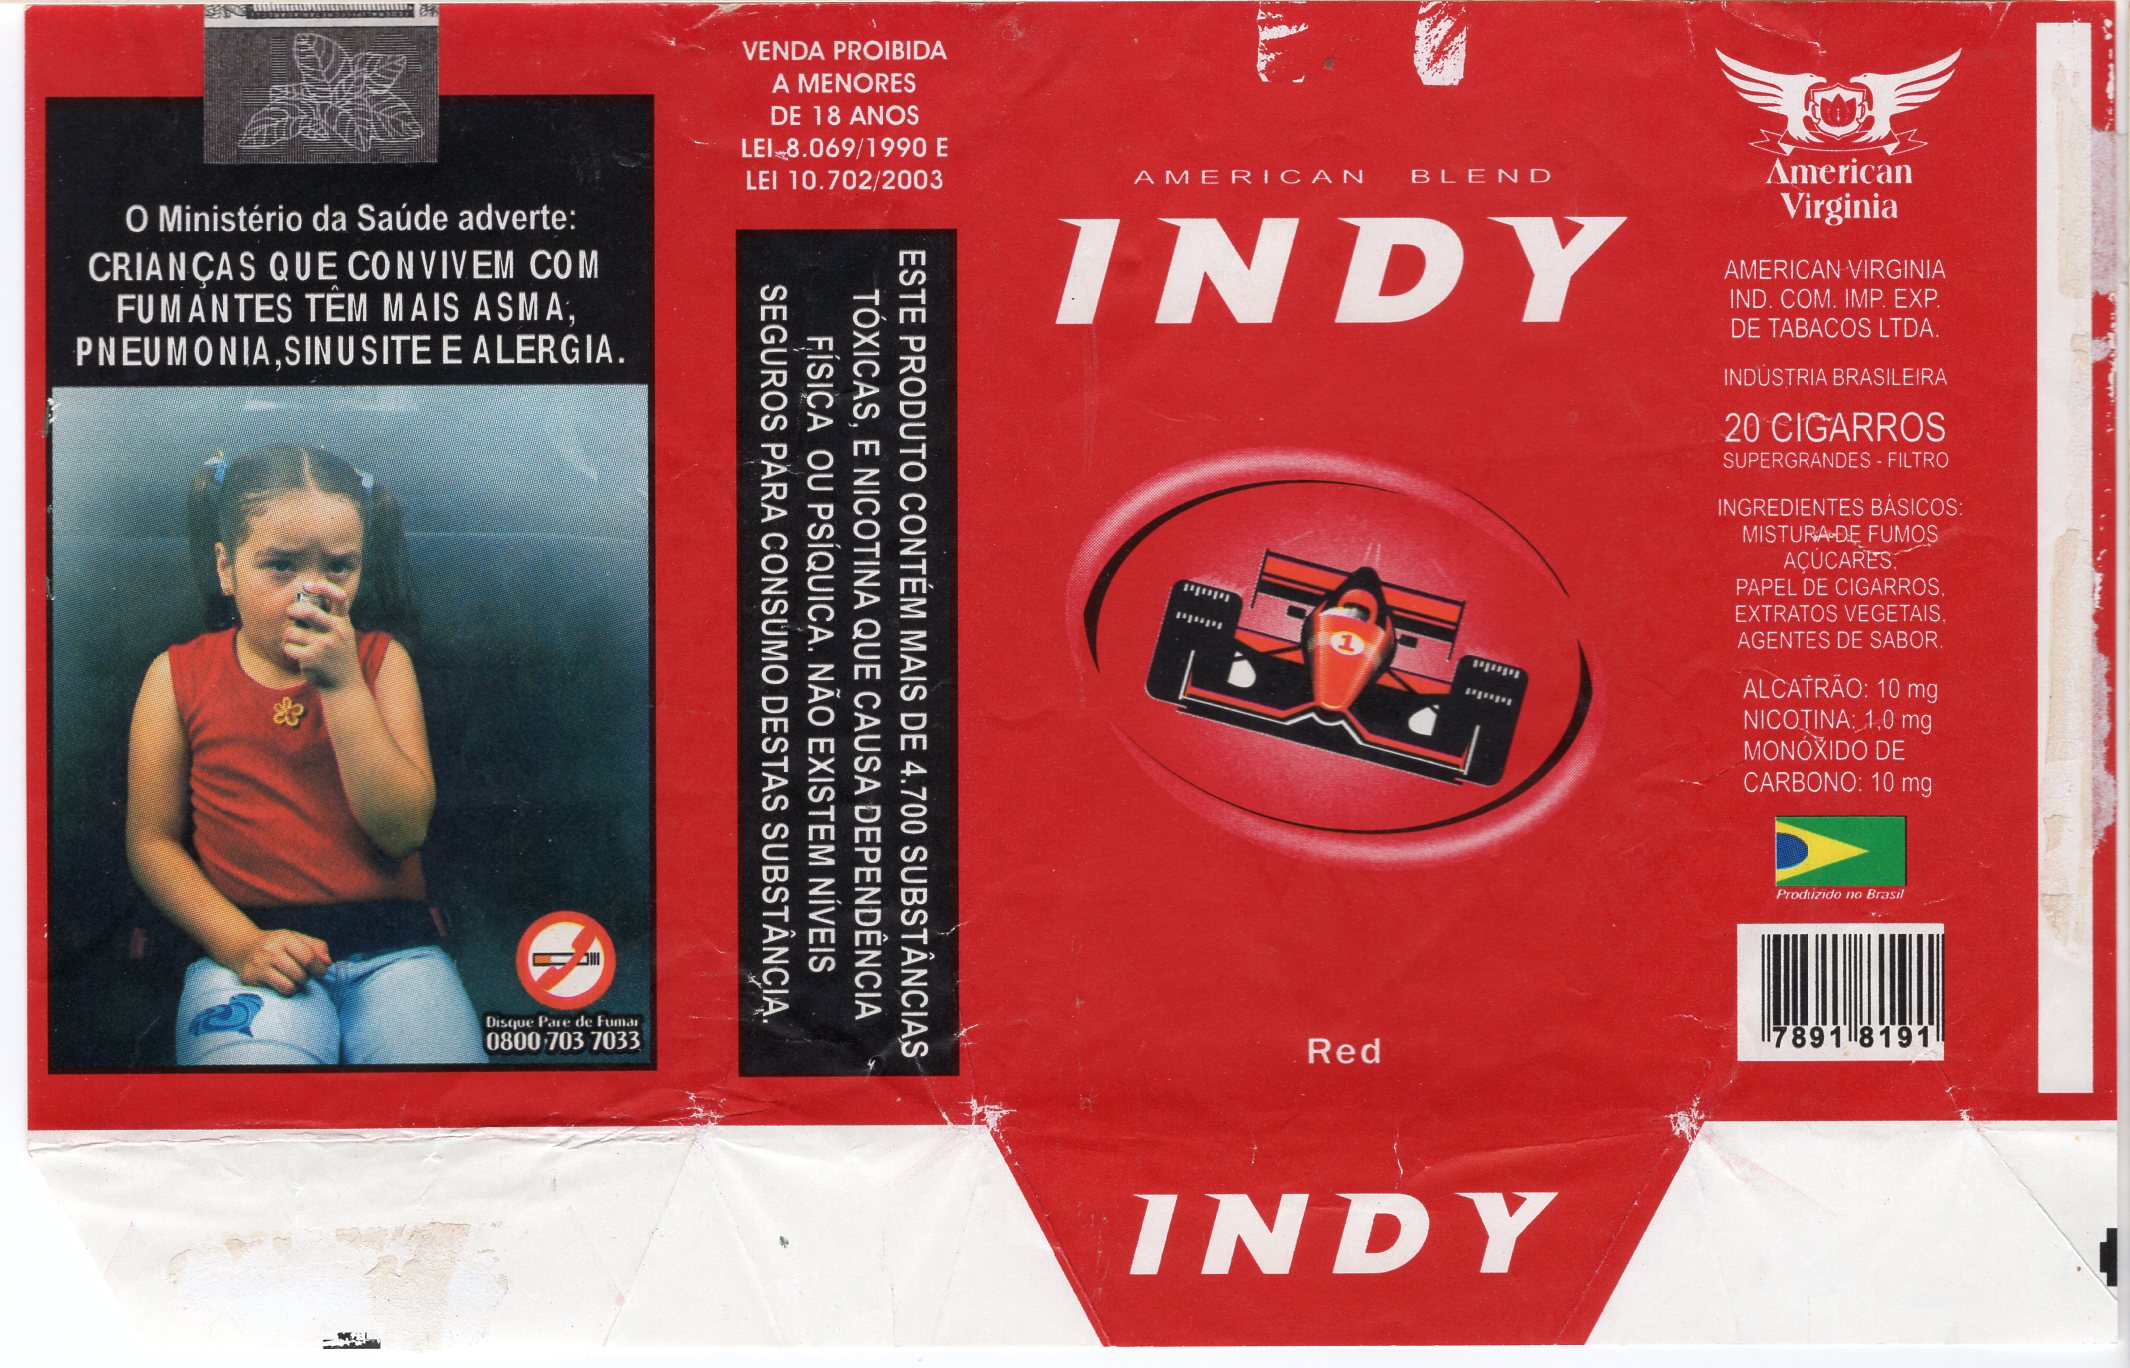 O Ministério da Saúde adverte:
CRIANÇAS QUE CONVIVEM COM
FUMANTES TÊM MAIS ASMA,
PNEUMONIA,SINUSITE E ALERGIA.
Disque Pare de Fumar
0800 703 7033
VENDA PROIBIDA
A MENORES
DE 18 ANOS
LEI 8.069/1990 E
LEI 10.702/2003
ESTE PRODUTO CONTÉM MAIS DE 4.700 SUBSTÂNCIAS
TÓXICAS, E NICOTINA QUE CAUSA DEPENDÊNCIA
FÍSICA OU PSÍQUICA. NÃO EXISTEM NÍVEIS
SEGUROS PARA CONSUMO DESTAS SUBSTÂNCIA.
AMERICAN BLEND
INDY
1
Red
INDY
American
Virginia
AMERICAN VIRGINIA
IND. COM. IMP. EXP.
DE TABACOS LTDA.
INDÚSTRIA BRASILEIRA
20 CIGARROS
SUPERGRANDES - FILTRO
INGREDIENTES BÁSICOS:
MISTURA DE FUMOS
AÇÚCARES,
PAPEL DE CIGARROS,
EXTRATOS VEGETAIS,
AGENTES DE SABOR.
ALCATRÃO: 10 mg
NICOTINA: 1,0 mg
MONÓXIDO DE
CARBONO: 10 mg
Produzido no Brasil
7891 8191